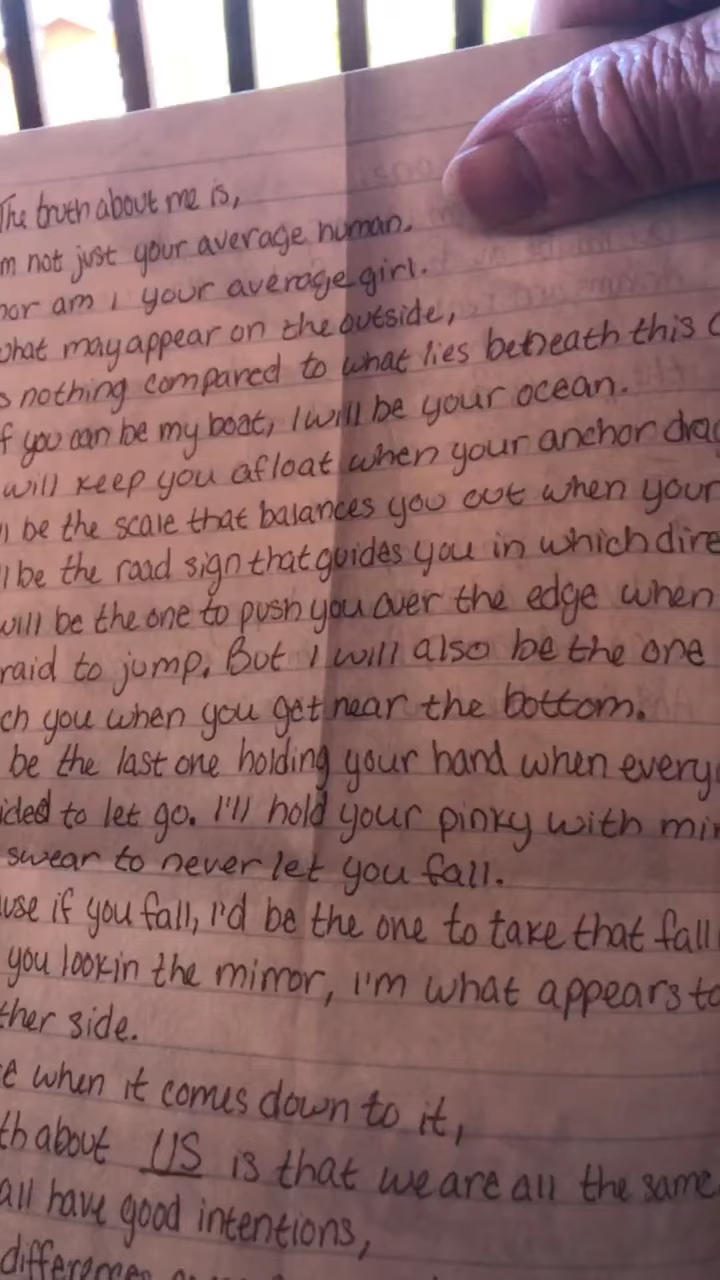 The truth about me is,
m not just your average human.
nor am i your average girl.
what may appear on the outside,
s nothing compared to what lies beneath this
f you can be my boat, I will be your ocean.
will keep you afloat when your anchor drag
ll be the scale that balances you out when your
l be the road sign that guides you in which dire
will be the one to push you over the edge when
raid to jump. But I will also be the one
ch you when you get near the bottom.
be the last one holding your hand when every
ided to let go. I'll hold your pinky with min
swear to never let you fall.
use if you fall, I'd be the one to take that fall
you look in the mirror, I'm what appears to
ther side.
e when it comes down to it,
th about US is that we are all the same
all have good intentions,
differences